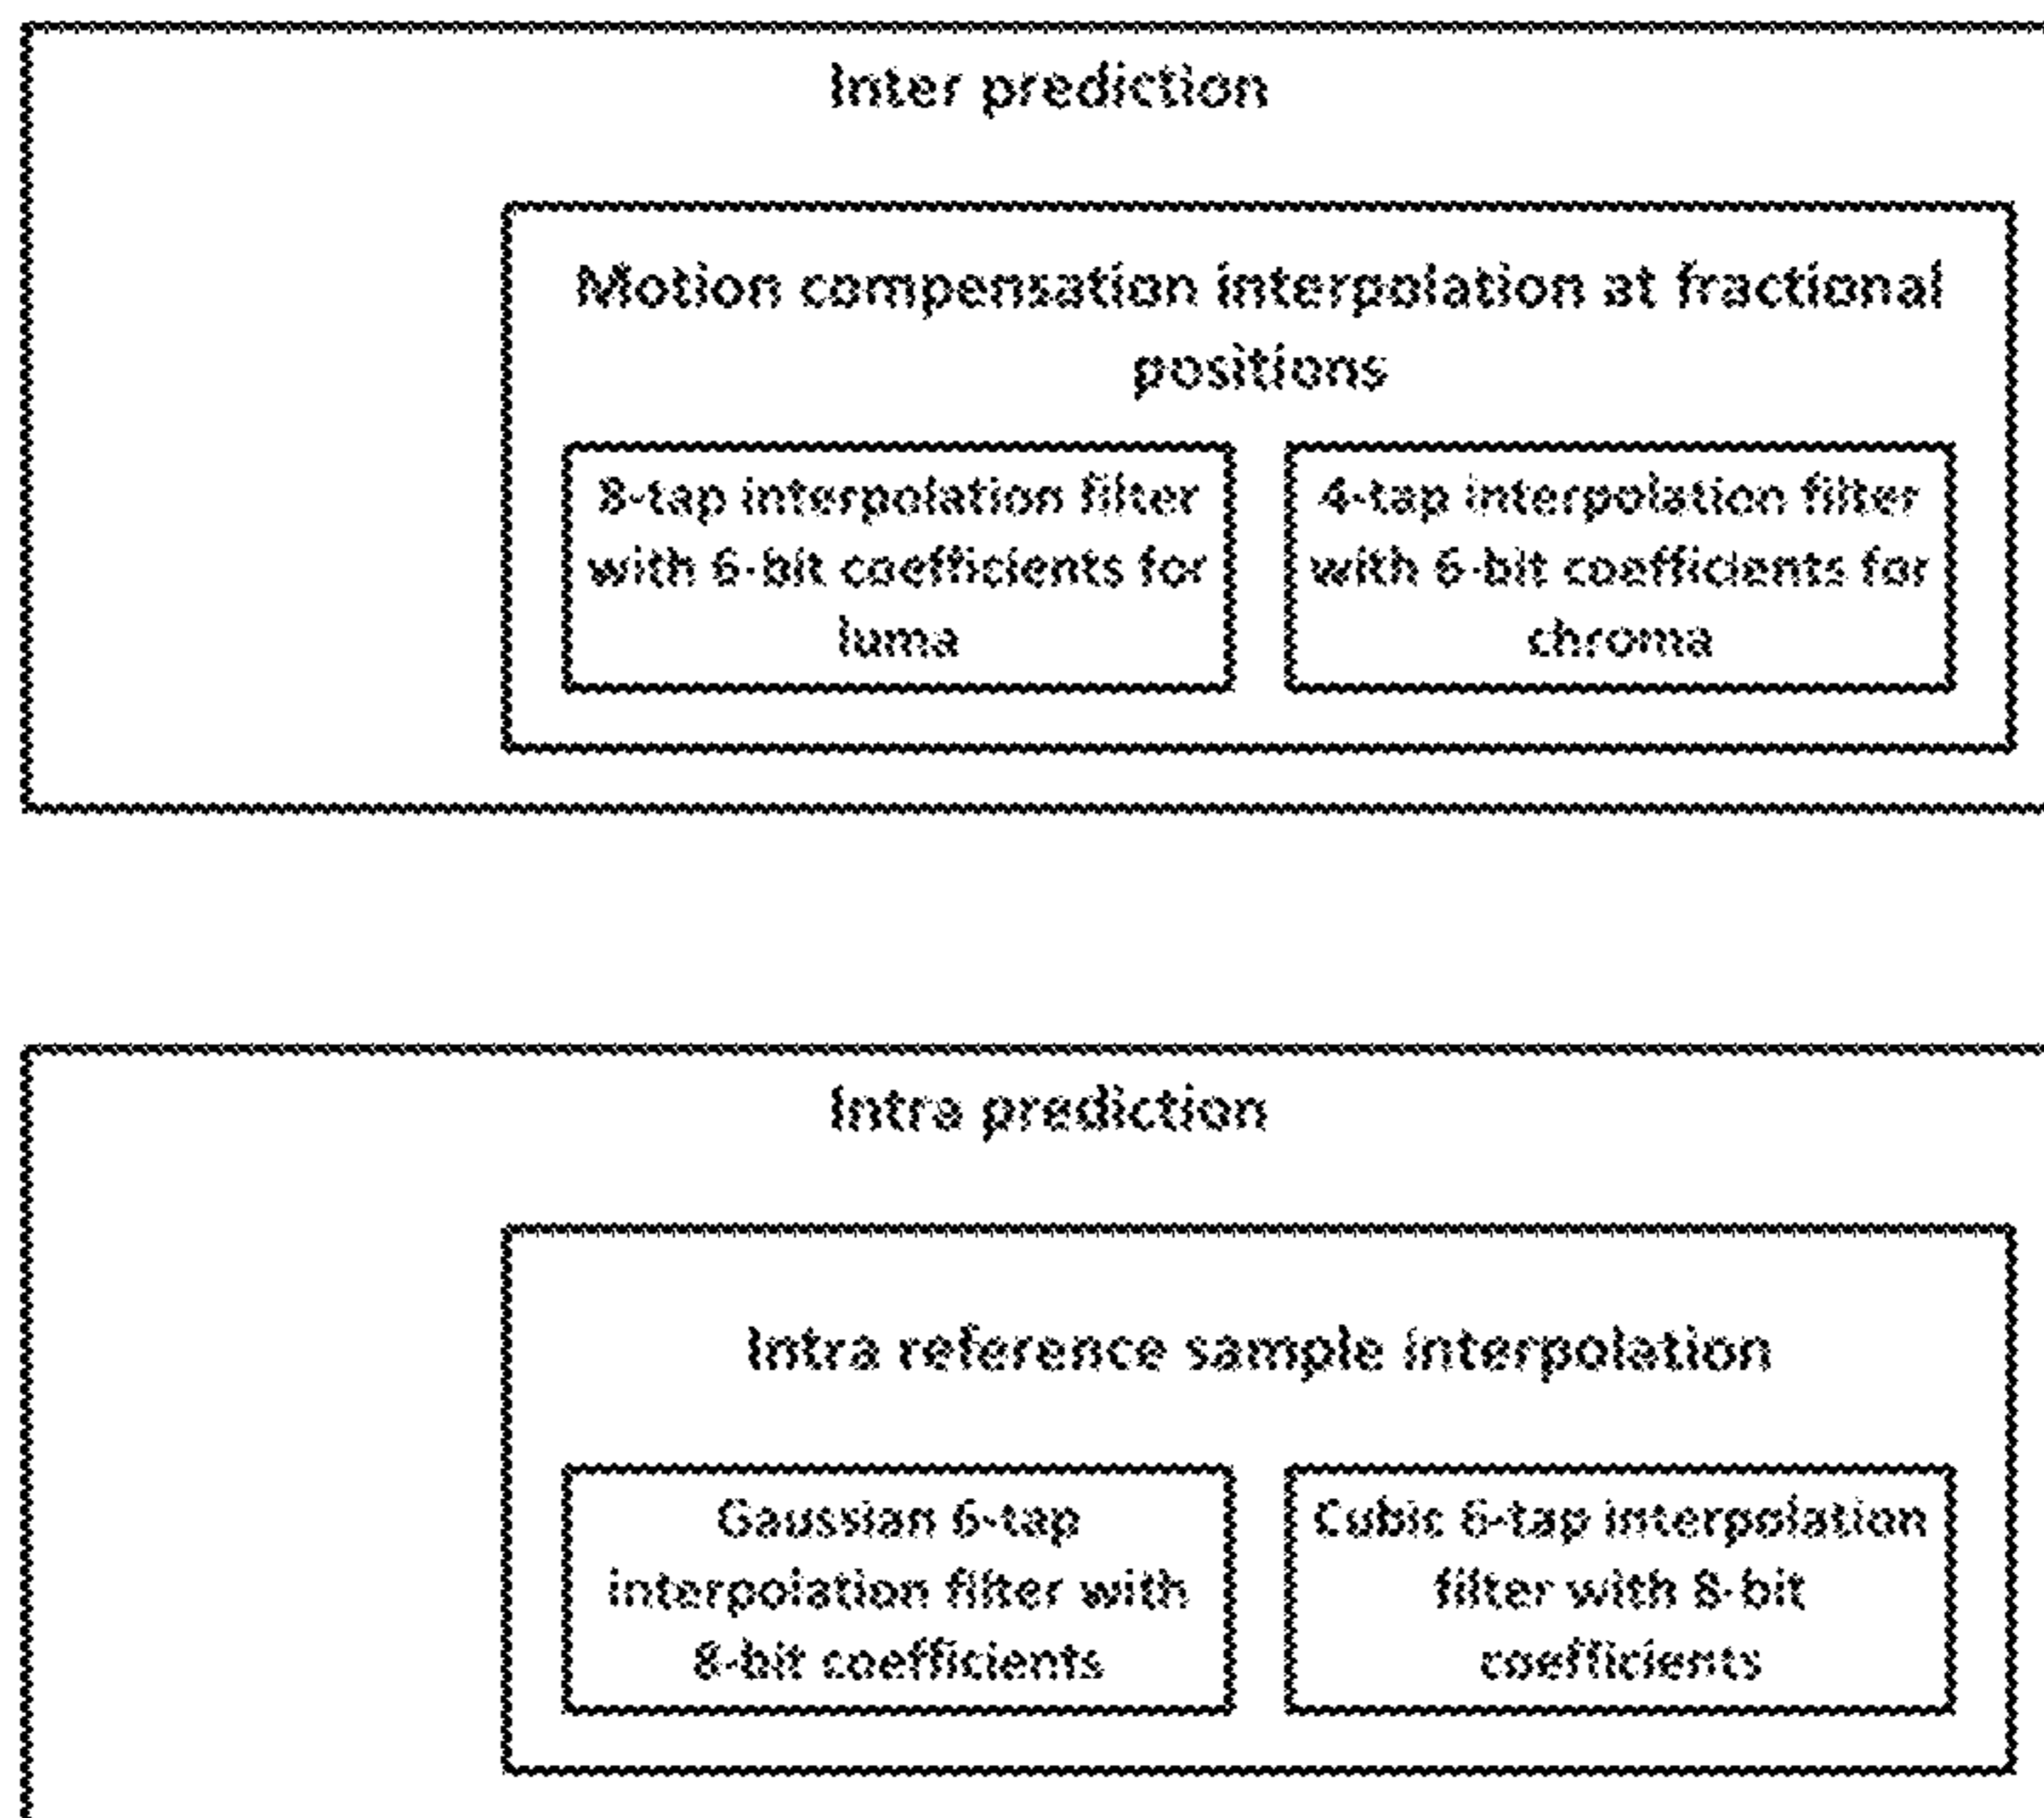 Inter prediction
Motion compensation interpolation at fractional
positions
8-tap interpolation filter
with 6-bit coefficients for
luma
4-tap interpolation filter
with 6-bit coefficients for
chroma
Intra prediction
Intra reference sample interpolation
Gaussian 6-tap
interpolation filter with
8-bit coefficients
Cubic 6-tap interpolation
filter with 8-bit
coefficients